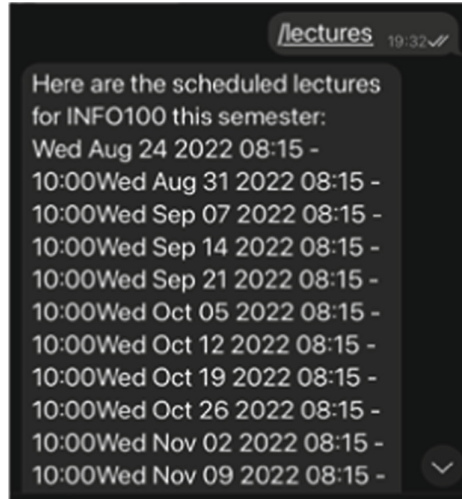 /lectures
19:32
Here are the scheduled lectures
for INFO100 this semester:
Wed Aug 24 2022 08:15 -
10:00Wed Aug 31 2022 08:15 -
10:00Wed Sep 07 2022 08:15 -
10:00Wed Sep 14 2022 08:15 -
10:00Wed Sep 21 2022 08:15 -
10:00Wed Oct 05 2022 08:15 -
10:00Wed Oct 12 2022 08:15 -
10:00Wed Oct 19 2022 08:15 -
10:00Wed Oct 26 2022 08:15 -
10:00Wed Nov 02 2022 08:15 -
10:00Wed Nov 09 2022 08:15 -